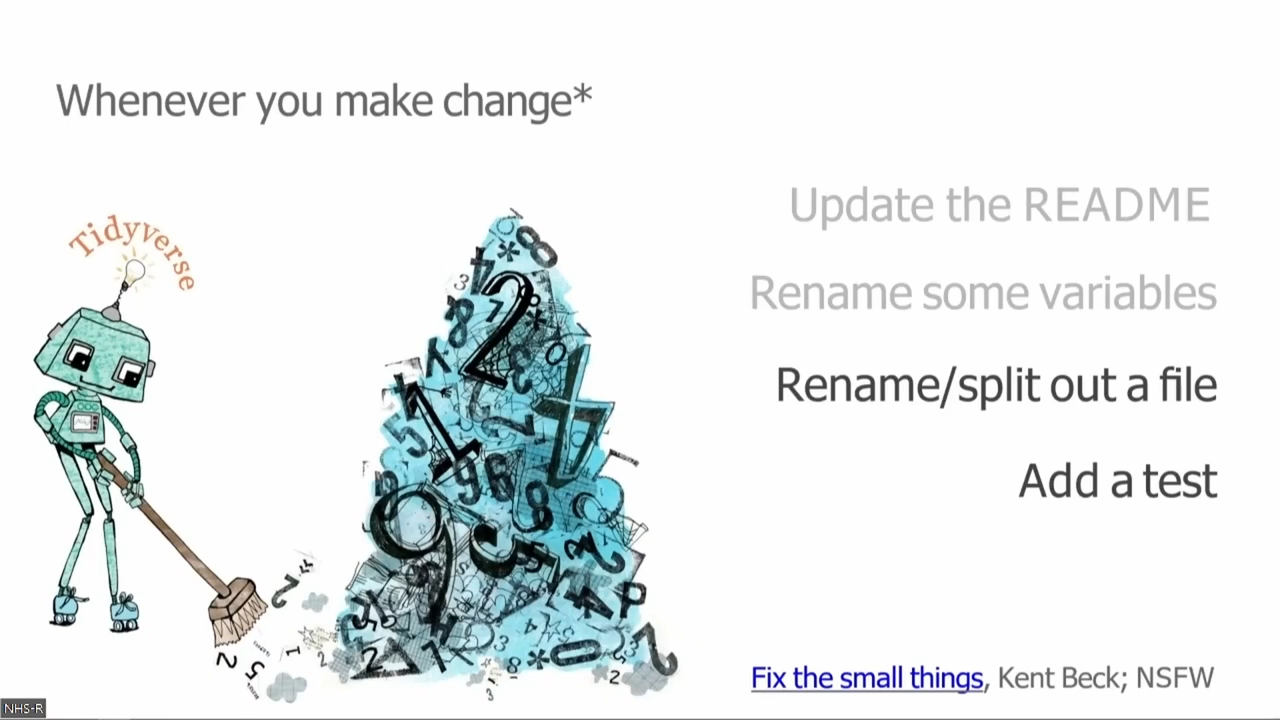 Whenever you make change*
Tidyverse
Update the README
Rename some variables
Rename/split out a file
Add a test
Fix the small things, Kent Beck; NSFW
NHS-R